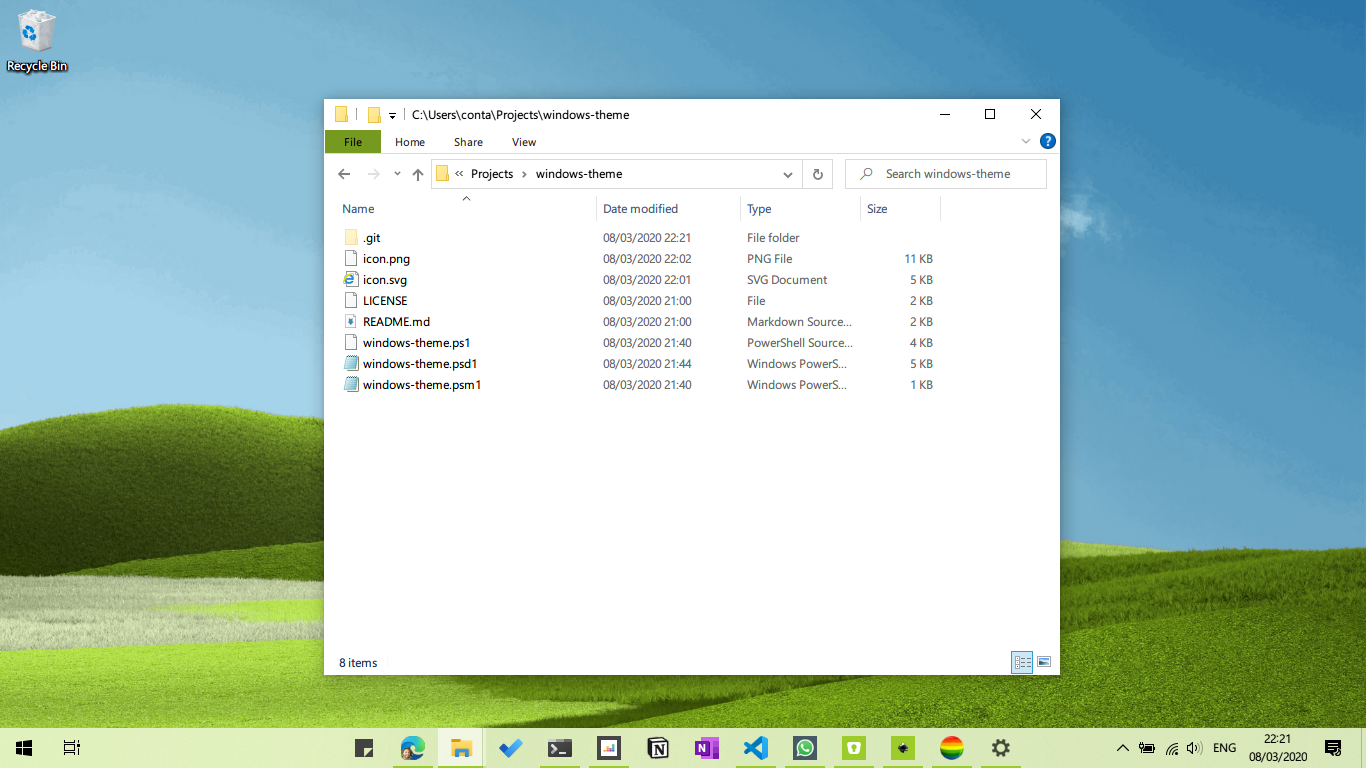 Recycle Bin
C:\Users\conta\Projects\windows-theme
File Home Share View
« Projects > windows-theme
Search windows-theme
Name Date modified Type Size
.git 08/03/2020 22:21 File folder
icon.png 08/03/2020 22:02 PNG File 11 KB
icon.svg 08/03/2020 22:01 SVG Document 5 KB
LICENSE 08/03/2020 21:00 File 2 KB
README.md 08/03/2020 21:00 Markdown Source... 2 KB
windows-theme.ps1 08/03/2020 21:40 PowerShell Source... 4 KB
windows-theme.psd1 08/03/2020 21:44 Windows PowerS... 5 KB
windows-theme.psm1 08/03/2020 21:40 Windows PowerS... 1 KB
8 items
ENG
22:21
08/03/2020